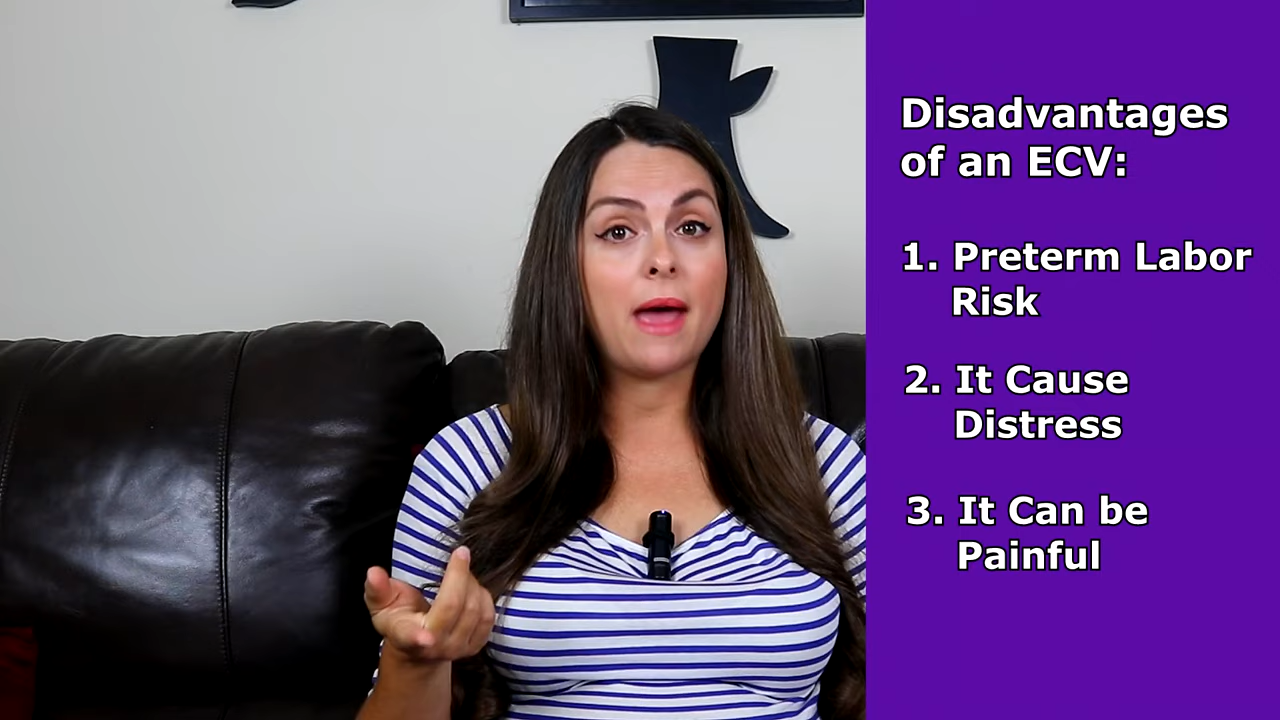 Disadvantages
of an ECV:
1. Preterm Labor
Risk
2. It Cause
Distress
3. It Can be
Painful